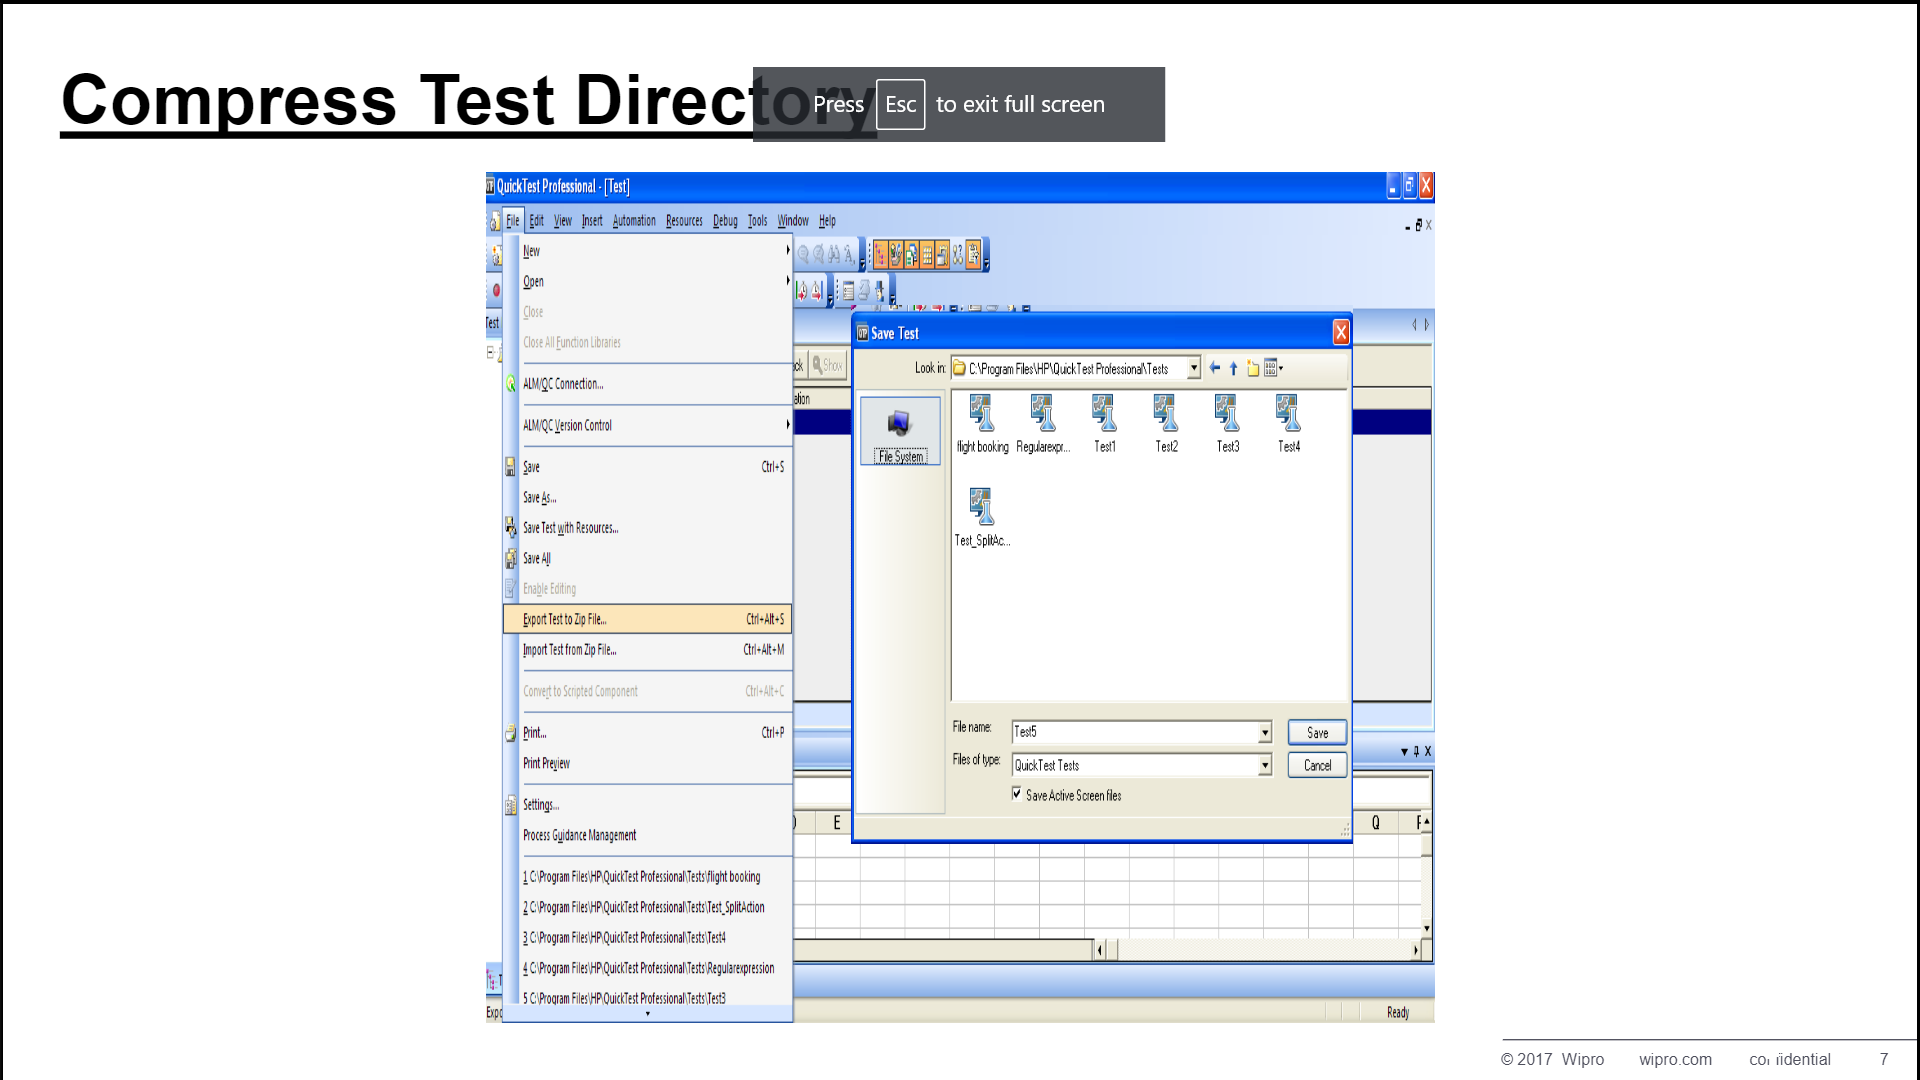 Compress Test Directory
Press Esc to exit full screen
QuickTest Professional - [Test]
File Edit View Insert Automation Resources Debug Tools Window Help
New
Open
Close
Close All Function Libraries
ALM/QC Connection...
ALM/QC Version Control
Save Ctrl+S
Save As...
Save Test with Resources...
Save All
Enable Editing
Export Test to Zip File... Ctrl+Alt+S
Import Test from Zip File... Ctrl+Alt+M
Convert to Scripted Component Ctrl+Alt+C
Print... Ctrl+P
Print Preview
Settings...
Process Guidance Management
1 C:\Program Files\HP\QuickTest Professional\Tests\flight booking
2 C:\Program Files\HP\QuickTest Professional\Tests\Test_SplitAction
3 C:\Program Files\HP\QuickTest Professional\Tests\Test4
4 C:\Program Files\HP\QuickTest Professional\Tests\Regularexpression
5 C:\Program Files\HP\QuickTest Professional\Tests\Test3
Test
Show
Save Test
Look in: C:\Program Files\HP\QuickTest Professional\Tests
File System
flight booking Regularexpr... Test1 Test2 Test3 Test4
Test_SplitAc...
File name: Test5 Save
Files of type: QuickTest Tests Cancel
Save Active Screen files
E Q
Ready
© 2017 Wipro wipro.com confidential 7